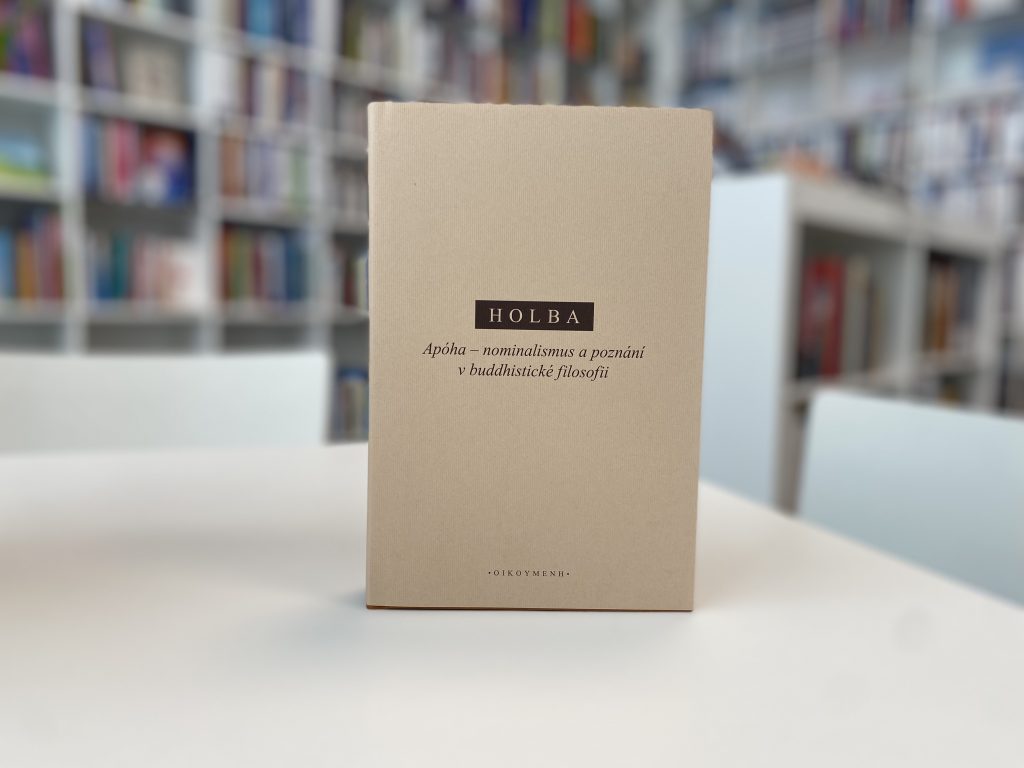 HOLBA
Apóha – nominalismus a poznání
v buddhistické filosofii
•OIKOYMENH•